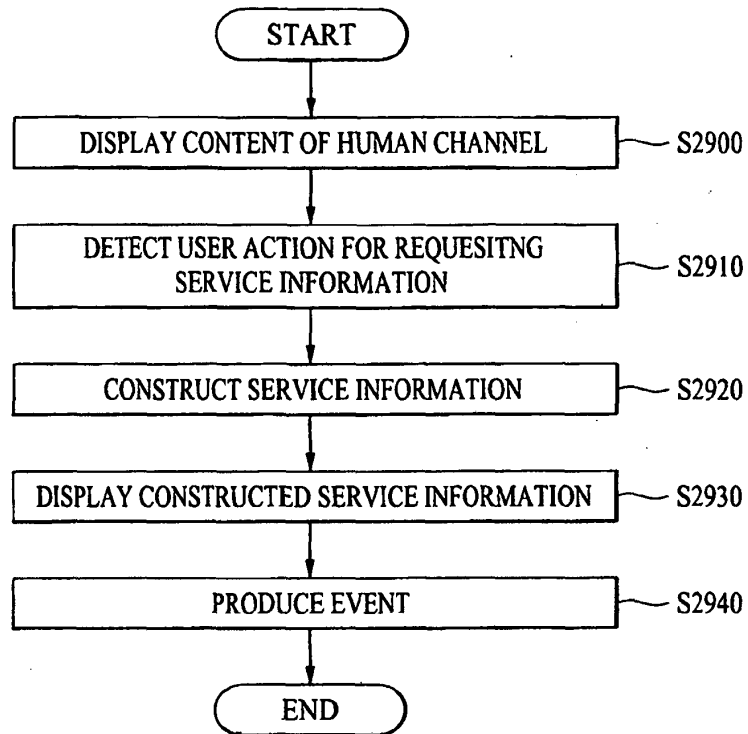 START
DISPLAY CONTENT OF HUMAN CHANNEL
S2900
DETECT USER ACTION FOR REQUESITNG
SERVICE INFORMATION
S2910
CONSTRUCT SERVICE INFORMATION
S2920
DISPLAY CONSTRUCTED SERVICE INFORMATION
S2930
PRODUCE EVENT
S2940
END